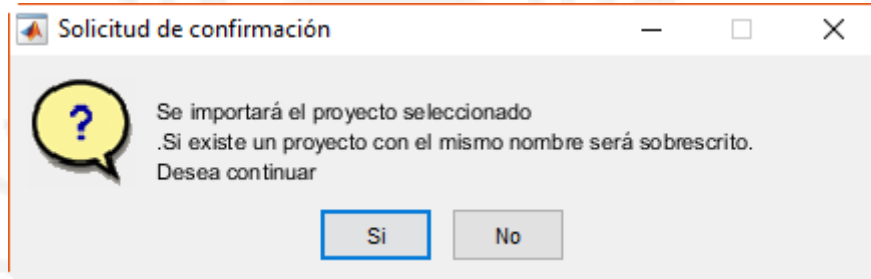 Solicitud de confirmación
?
Se importará el proyecto seleccionado
.Si existe un proyecto con el mismo nombre será sobrescrito.
Desea continuar
Si No